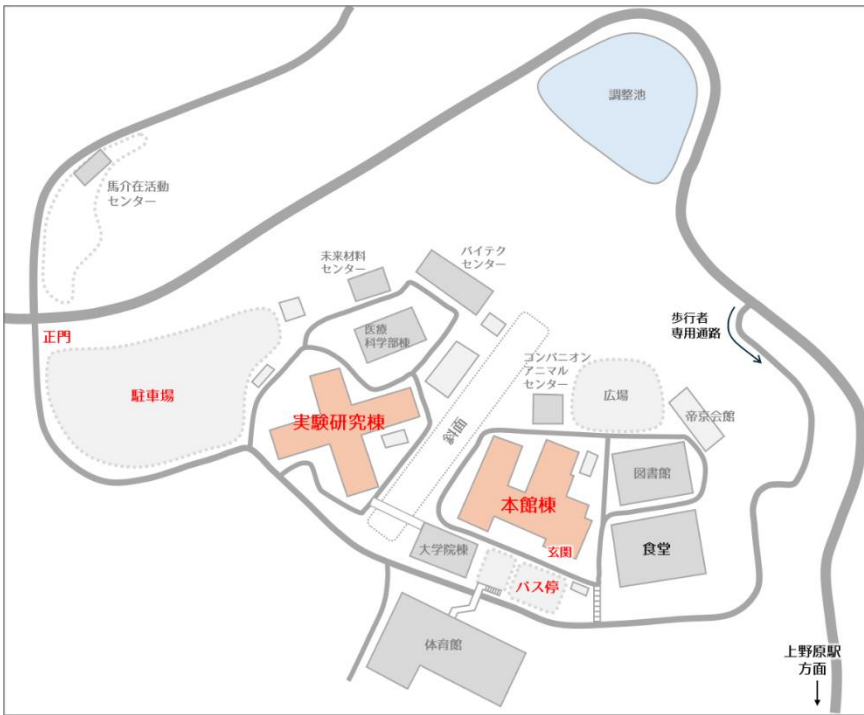 調整池
馬介在活動
センター
未来材料
センター
バイテク
センター
正門
医療
科学部棟
歩行者
専用通路
駐車場
コンパニオン
アニマル
センター
広場
帝京会館
実験研究棟
斜面
本館棟
図書館
玄関
食堂
大学院棟
バス停
体育館
上野原駅
方面